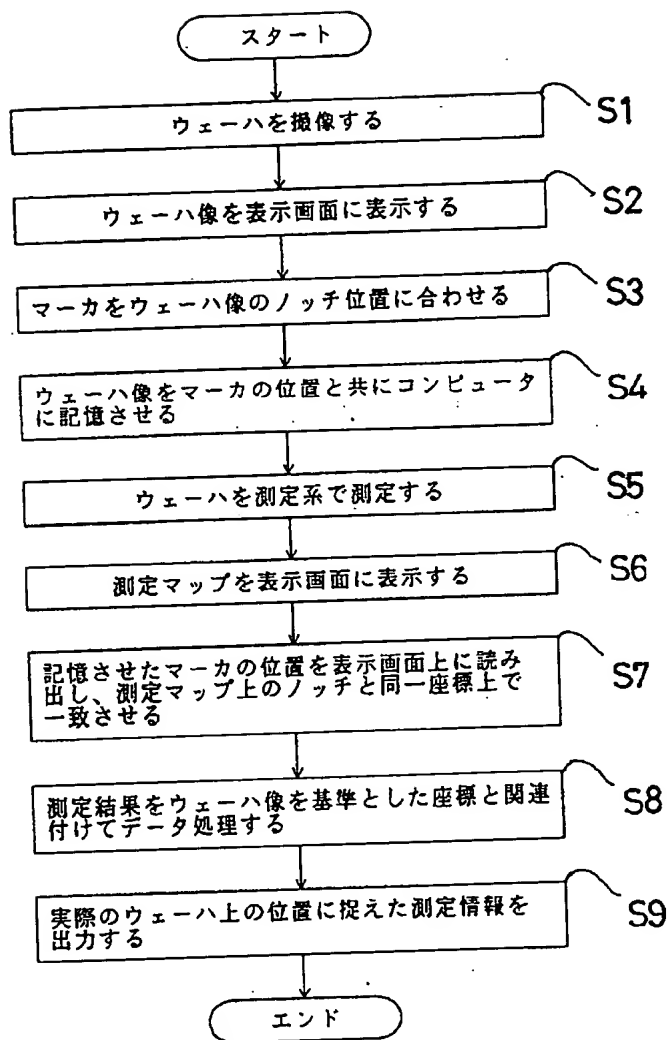 スタート
ウェーハを撮像する
S1
ウェーハ像を表示画面に表示する
S2
マーカをウェーハ像のノッチ位置に合わせる
S3
ウェーハ像をマーカの位置と共にコンピュータ
に記憶させる
S4
ウェーハを測定系で測定する
S5
測定マップを表示画面に表示する
S6
記憶させたマーカの位置を表示画面上に読み
出し、測定マップ上のノッチと同一座標上で
一致させる
S7
測定結果をウェーハ像を基準とした座標と関連
付けてデータ処理する
S8
実際のウェーハ上の位置に捉えた測定情報を
出力する
S9
エンド